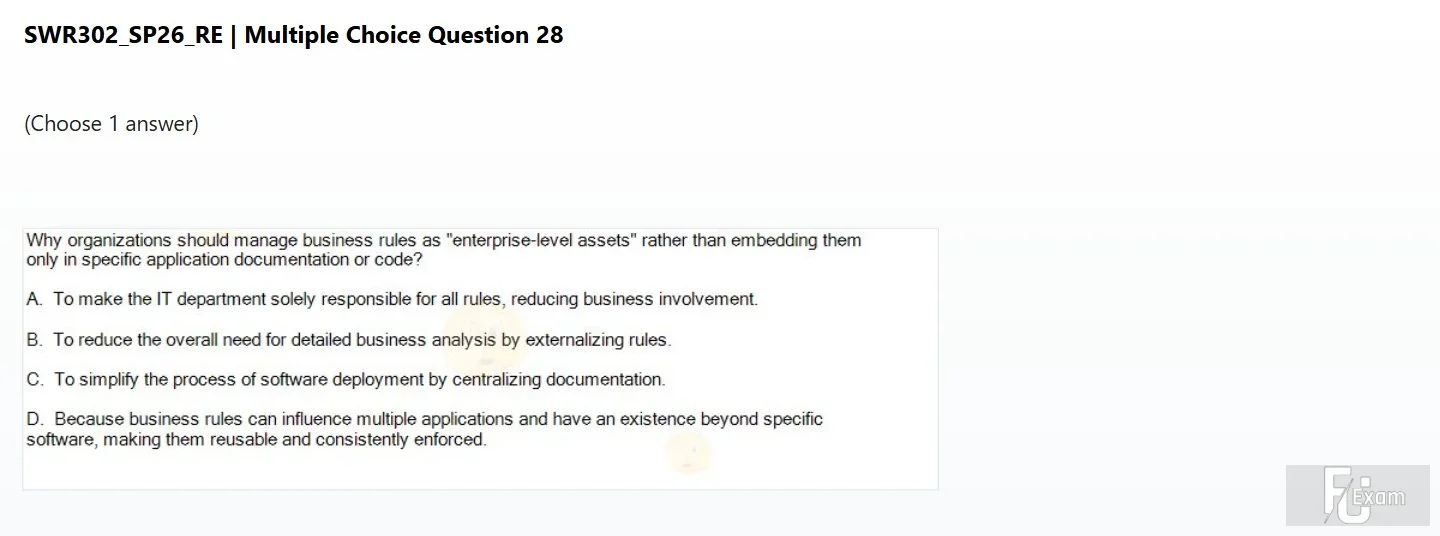 SWR302_SP26_RE | Multiple Choice Question 28
(Choose 1 answer)
Why organizations should manage business rules as "enterprise-level assets" rather than embedding them
only in specific application documentation or code?
A. To make the IT department solely responsible for all rules, reducing business involvement.
B. To reduce the overall need for detailed business analysis by externalizing rules.
C. To simplify the process of software deployment by centralizing documentation.
D. Because business rules can influence multiple applications and have an existence beyond specific
software, making them reusable and consistently enforced.
FU Exam